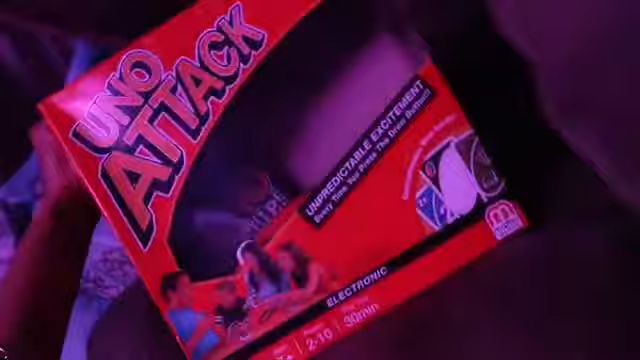 UNO
ATTACK
UNPREDICTABLE EXCITEMENT
Every Time You Press The Draw Button!
ELECTRONIC
2-10
30min